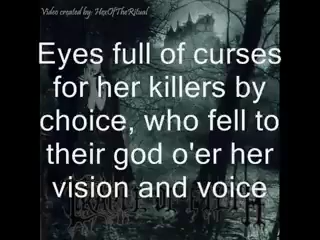 Video created by: HexOfTheRitual
Eyes full of curses
for her killers by
choice, who fell to
their god o'er her
vision and voice